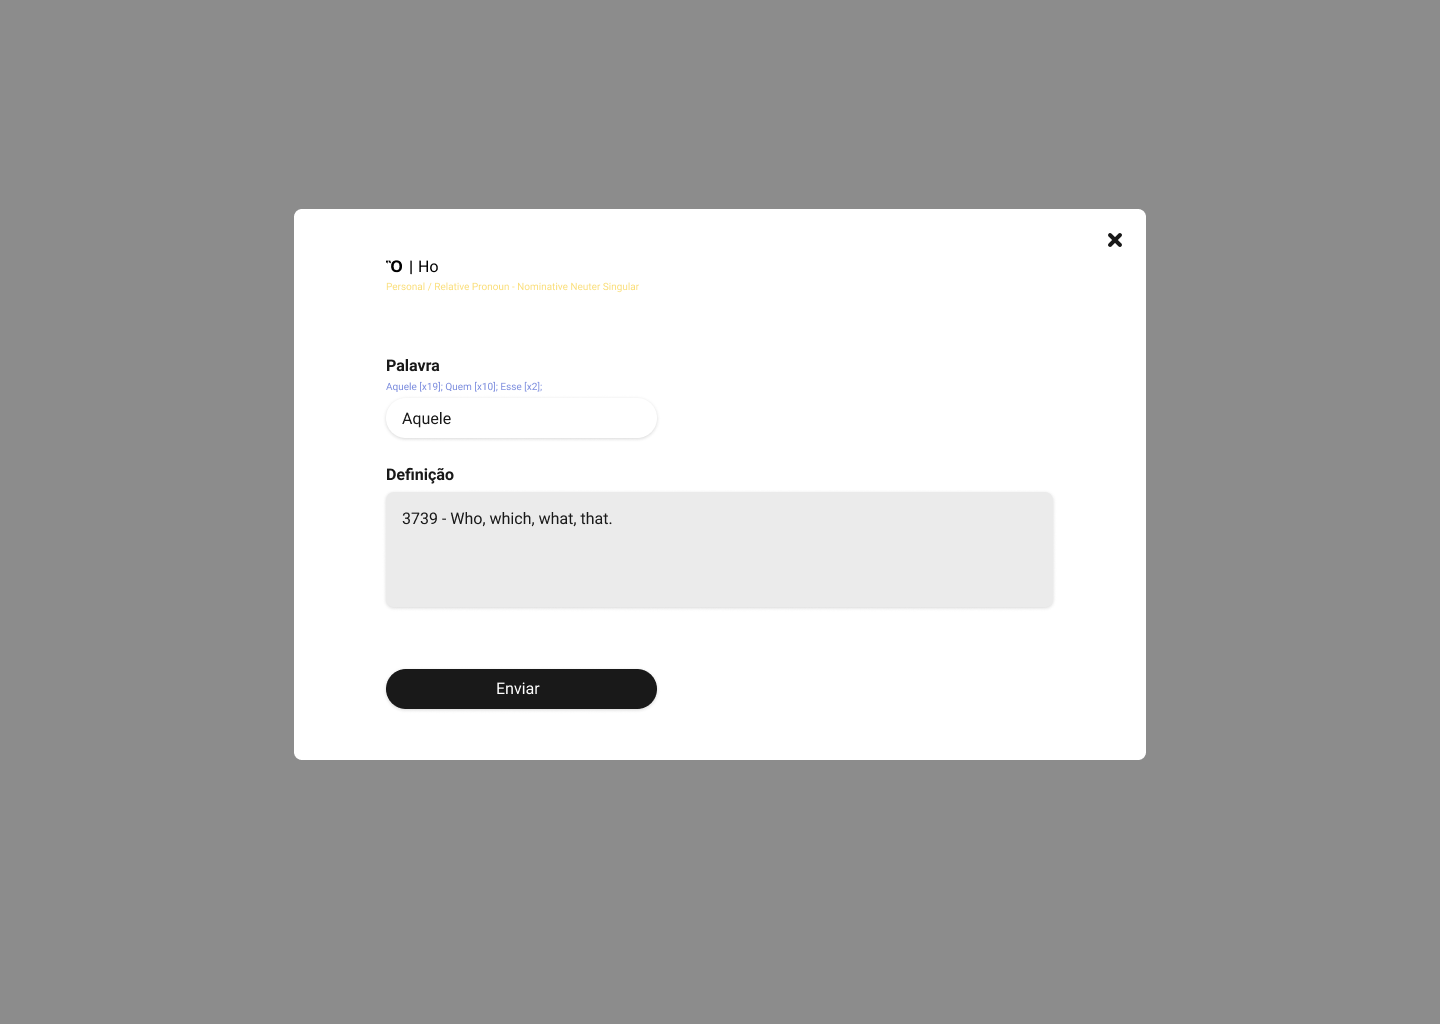 Ὃ | Ho
Personal / Relative Pronoun - Nominative Neuter Singular
Palavra
Aquele [x19]; Quem [x10]; Esse [x2];
Aquele
Definição
3739 - Who, which, what, that.
Enviar